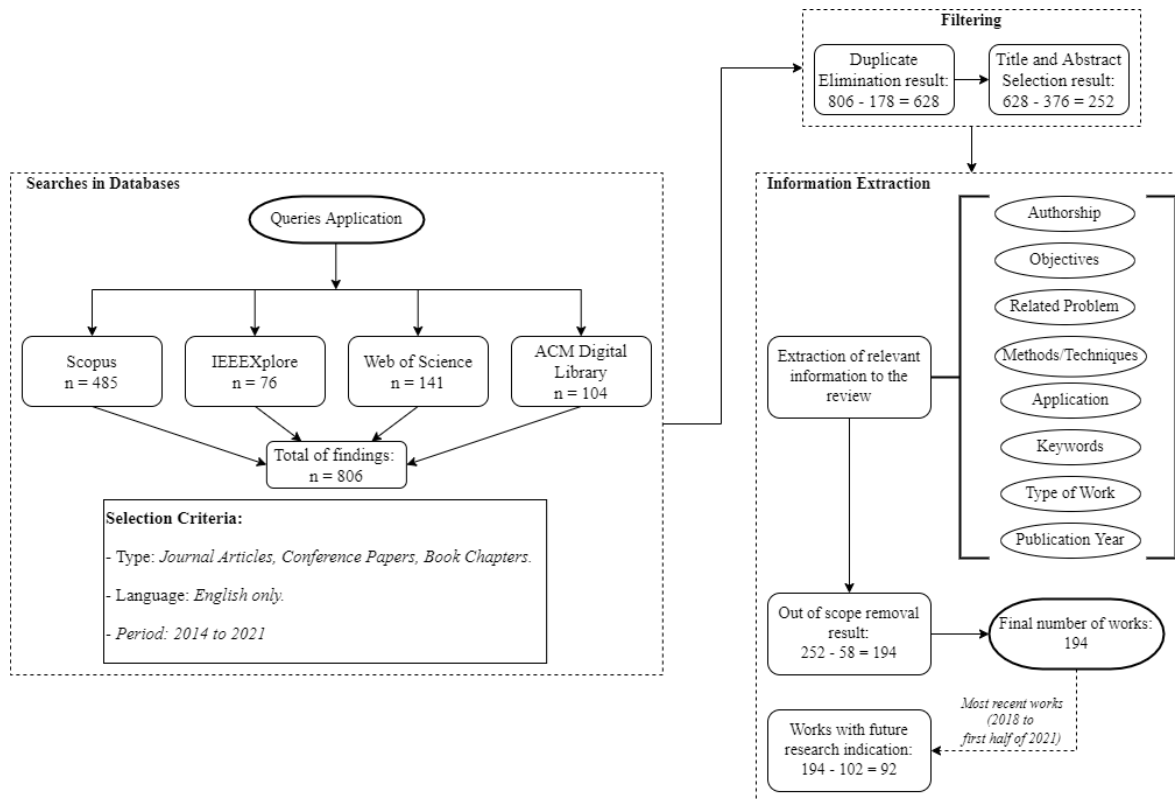 Filtering
Duplicate
Elimination result:
806 - 178 = 628
Title and Abstract
Selection result:
628 - 376 = 252
Searches in Databases
Queries Application
Scopus
n = 485
IEEEXplore
n = 76
Web of Science
n = 141
ACM Digital
Library
n = 104
Total of findings:
n = 806
Selection Criteria:
- Type: Journal Articles, Conference Papers, Book Chapters.
- Language: English only.
- Period: 2014 to 2021
Information Extraction
Extraction of relevant
information to the
review
Authorship
Objectives
Related Problem
Methods/Techniques
Application
Keywords
Type of Work
Publication Year
Out of scope removal
result:
252 - 58 = 194
Final number of works:
194
Most recent works
(2018 to
first half of 2021)
Works with future
research indication:
194 - 102 = 92